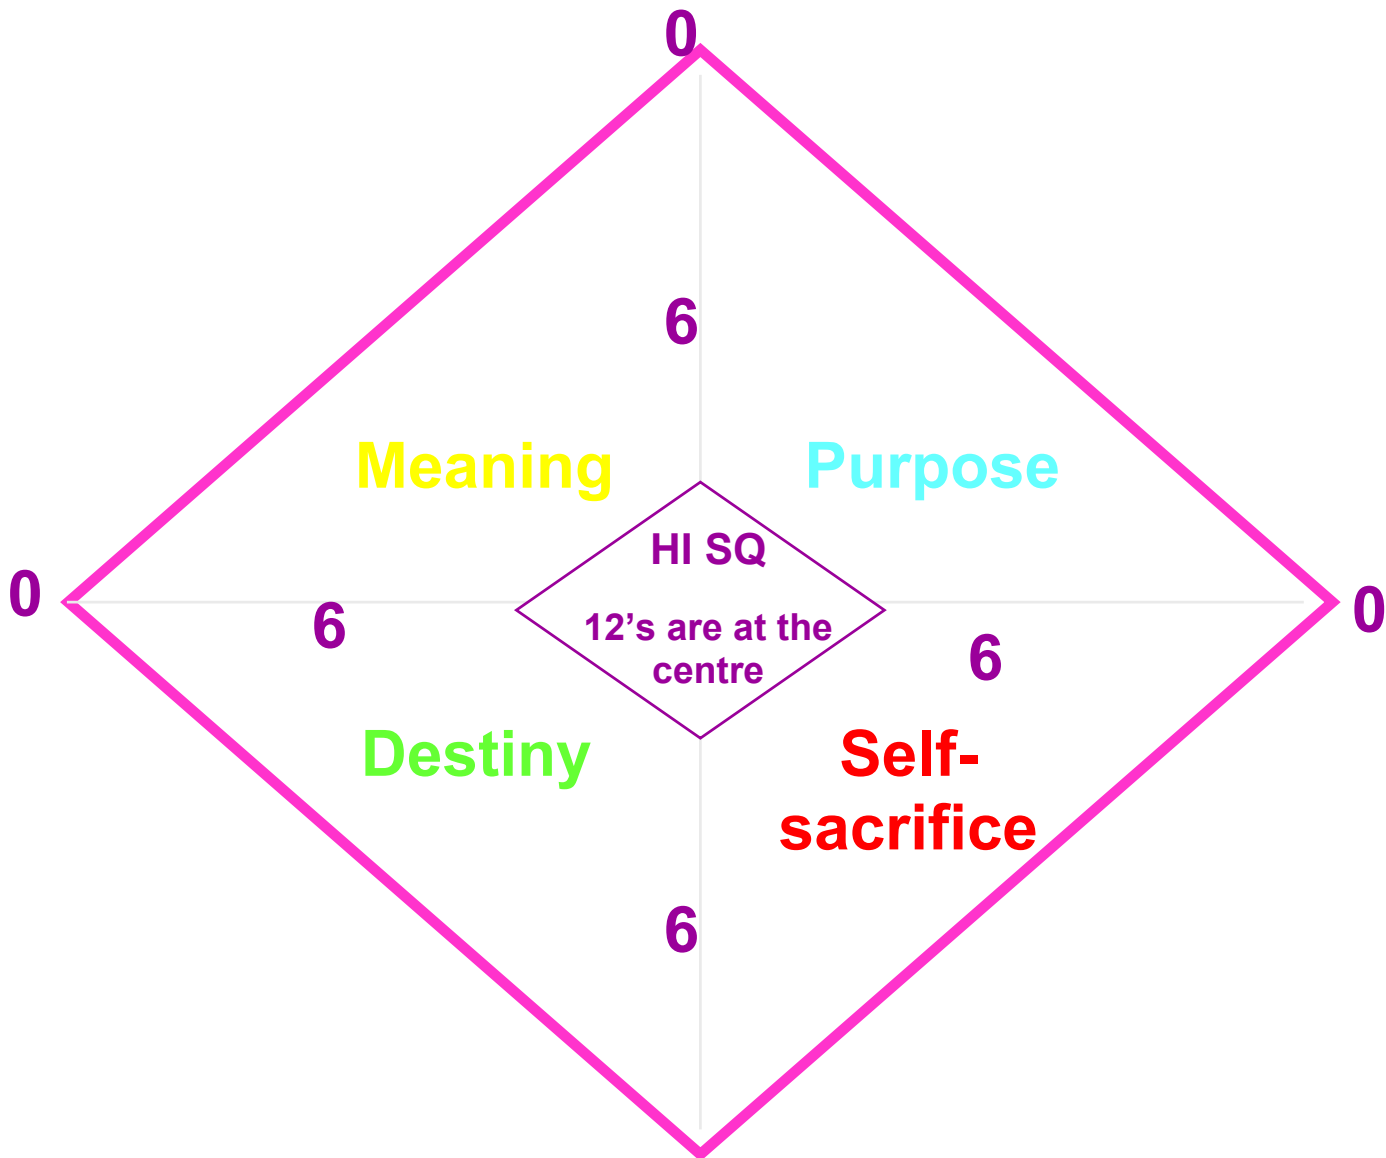 0
6
Meaning
Purpose
HI SQ
0
6
12’s are at the
centre
6
0
Destiny
Self-
sacrifice
6